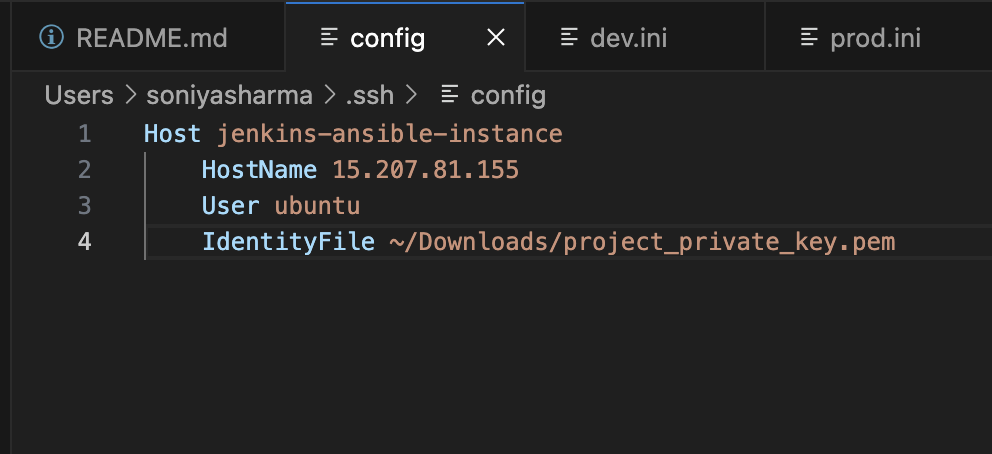 README.md config dev.ini prod.ini
Users > soniyasharma > .ssh > config
1 Host jenkins-ansible-instance
2 HostName 15.207.81.155
3 User ubuntu
4 IdentityFile ~/Downloads/project_private_key.pem